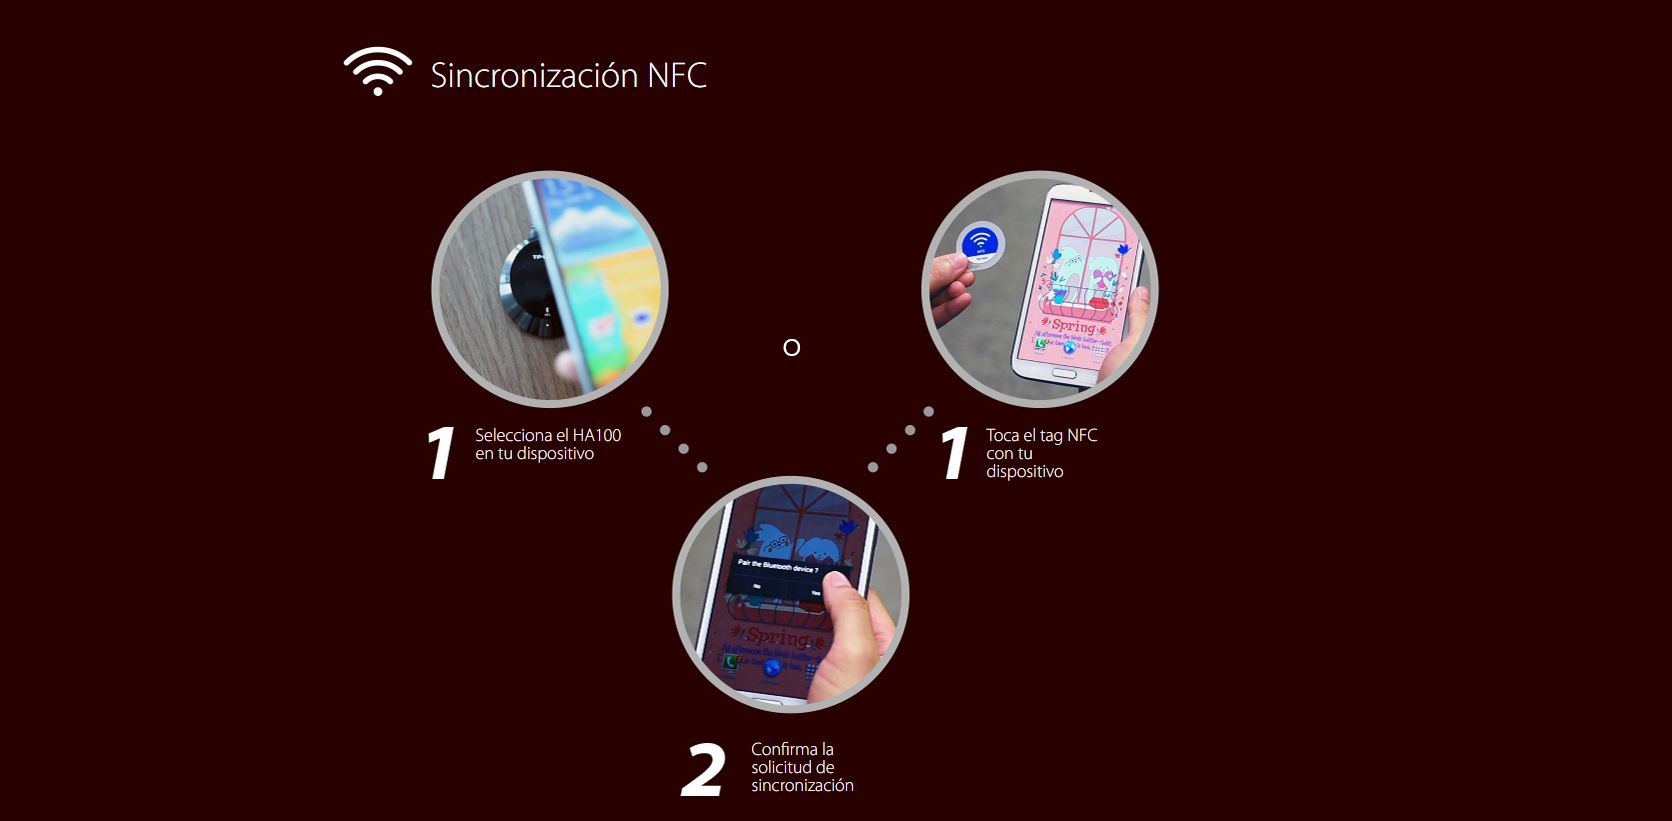 Sincronización NFC
O
1
Selecciona el HA100
en tu dispositivo
NFC
Spring
1
Toca el tag NFC
con tu
dispositivo
Pair the Bluetooth device ?
No
Yes
Spring
2
Confirma la
solicitud de
sincronización